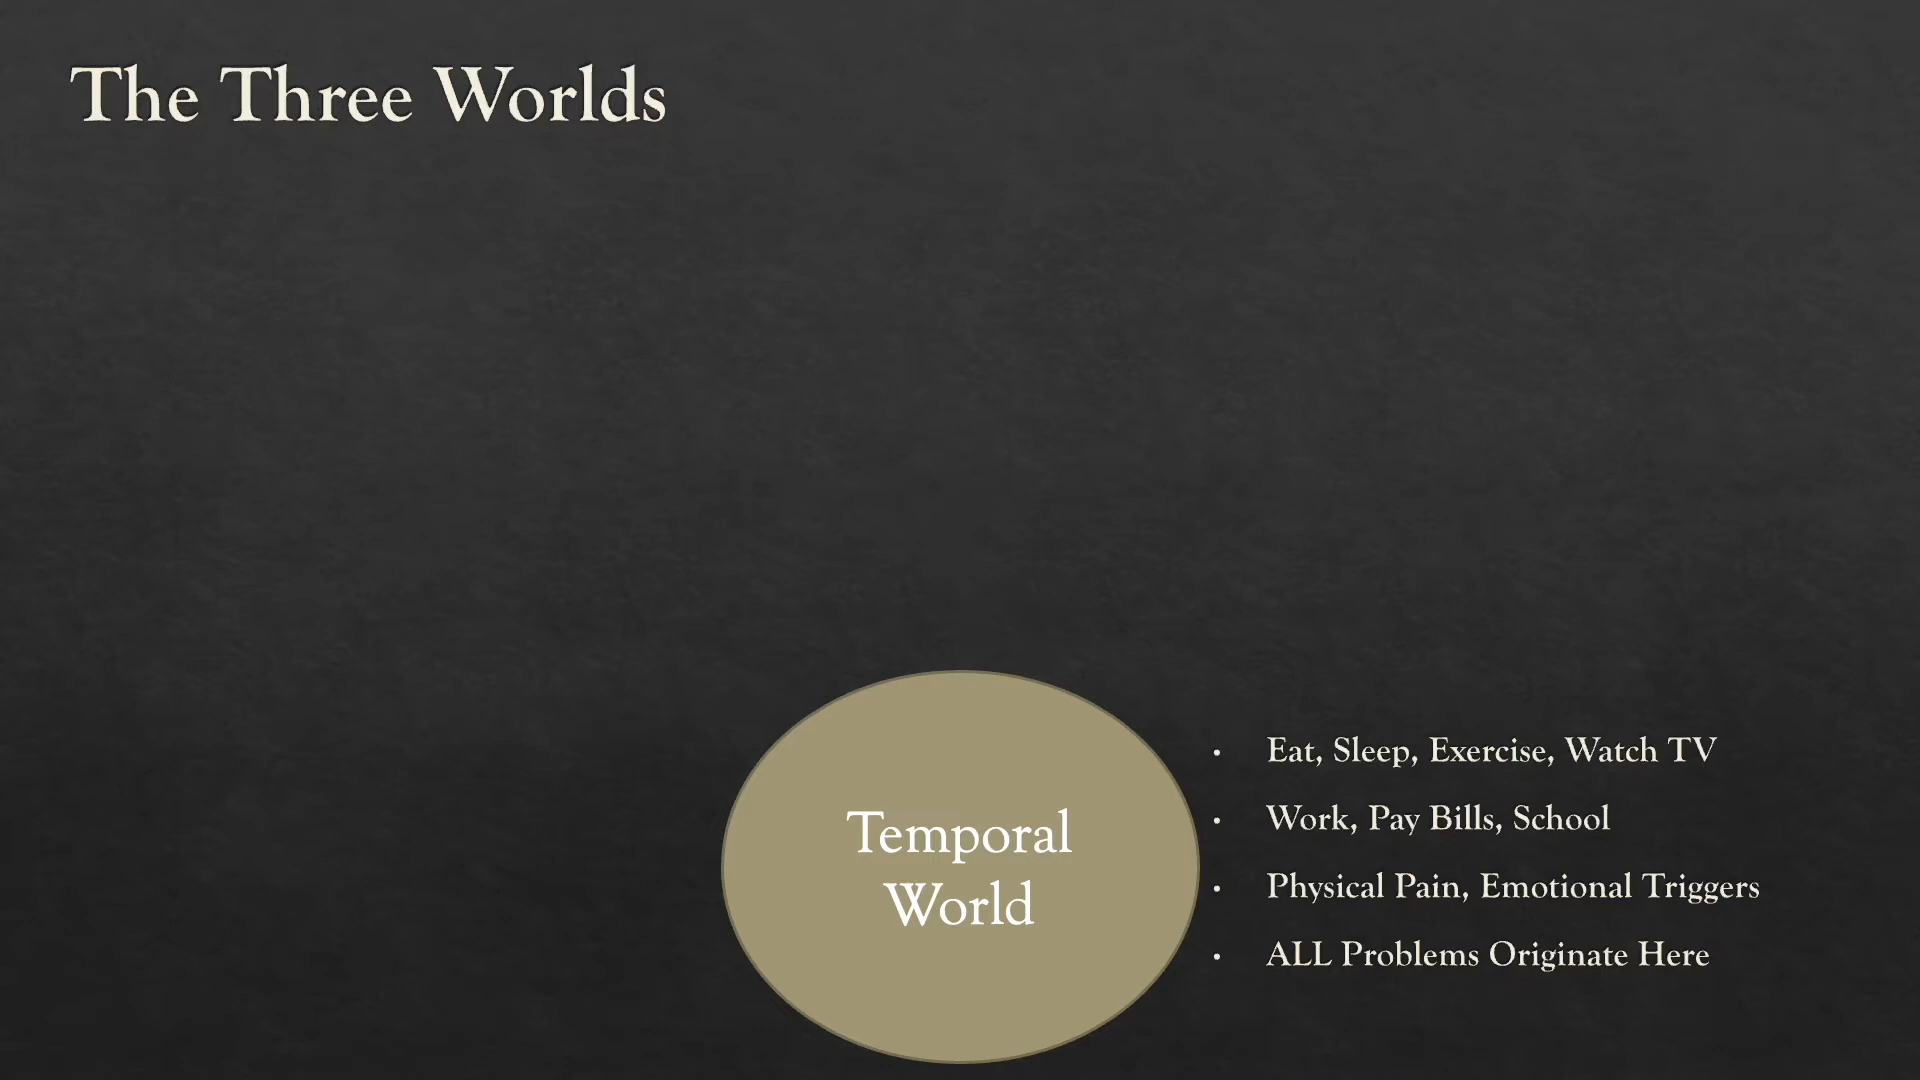 The Three Worlds
Temporal
World
• Eat, Sleep, Exercise, Watch TV
• Work, Pay Bills, School
• Physical Pain, Emotional Triggers
• ALL Problems Originate Here